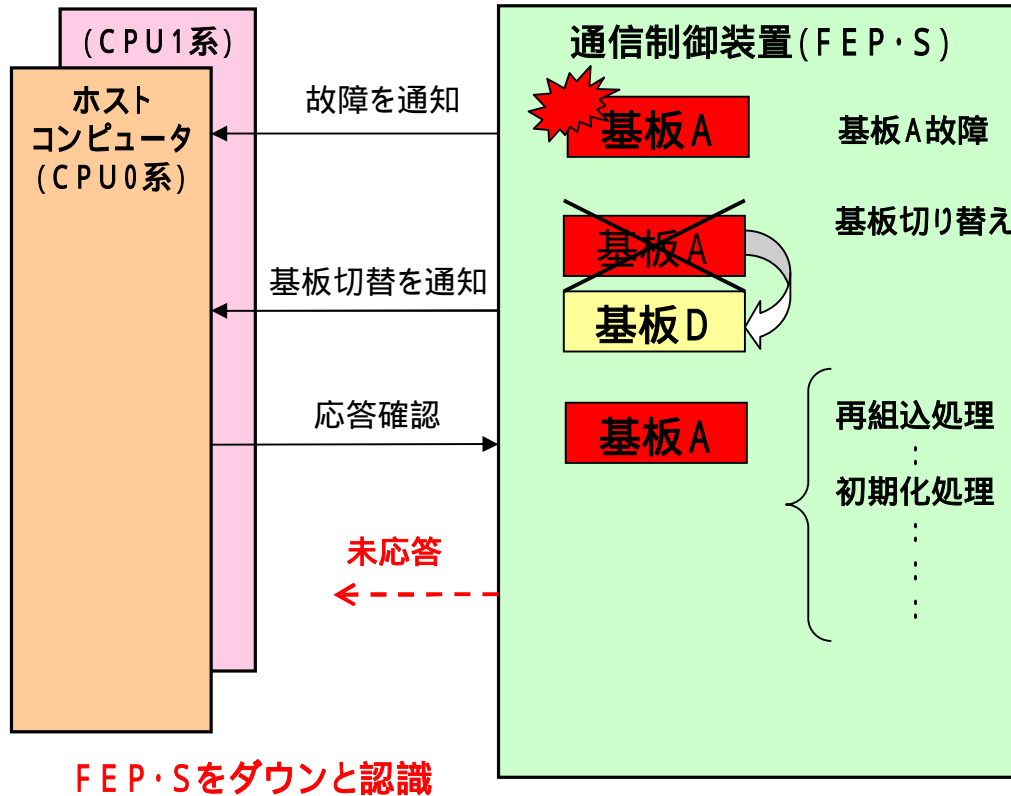 (CPU1系)
ホスト
コンピュータ
(CPU0系)
通信制御装置(FEP・S)
故障を通知
基板A
基板A故障
基板A
基板切り替え
基板切替を通知
基板D
応答確認
基板A
再組込処理
初期化処理
未応答
FEP・Sをダウンと認識